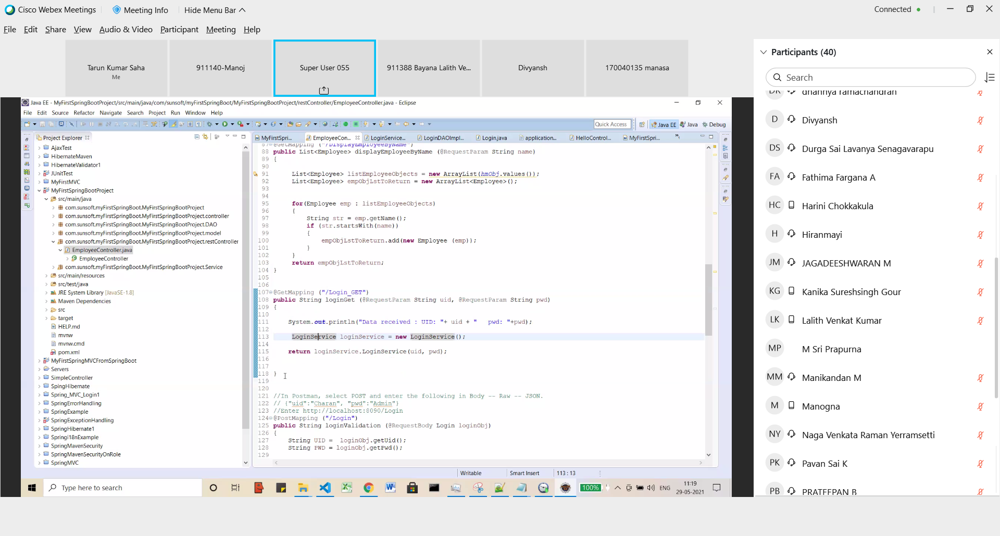 Cisco Webex Meetings Meeting Info Hide Menu Bar Connected
File Edit Share View Audio & Video Participant Meeting Help
Tarun Kumar Saha
Me
911140-Manoj
Super User 055
911388 Bayana Lalith Ve...
Divyansh
170040135 manasa
Java EE - MyFirstSpringBootProject/src/main/java/com/sunsoft/myFirstSpringBoot/MyFirstSpringBootProject/restController/EmployeeController.java - Eclipse
File Edit Source Refactor Navigate Search Project Run Window Help
Quick Access Java EE Java Debug
Project Explorer
AjaxTest
HibernateMaven
HibernateValidator1
JUnitTest
MyFirstMVC
MyFirstSpringBootProject
src/main/java
com.sunsoft.myFirstSpringBoot.MyFirstSpringBootProject
com.sunsoft.myFirstSpringBoot.MyFirstSpringBootProject.controller
com.sunsoft.myFirstSpringBoot.MyFirstSpringBootProject.DAO
com.sunsoft.myFirstSpringBoot.MyFirstSpringBootProject.model
com.sunsoft.myFirstSpringBoot.MyFirstSpringBootProject.restController
EmployeeController.java
EmployeeController
com.sunsoft.myFirstSpringBoot.MyFirstSpringBootProject.Service
src/main/resources
src/test/java
JRE System Library [JavaSE-1.8]
Maven Dependencies
src
target
HELP.md
mvnw
mvnw.cmd
pom.xml
MyFirstSpringMVCFromSpringBoot
Servers
SimpleController
SpingHibernate
Spring_MVC_Login1
SpringErrorHandling
SpringExample
SpringExceptionHandling
SpringHibernate1
Springi18nExample
SpringMavenSecurity
SpringMavenSecurityOnRole
SpringMVC
MyFirstSpri... EmployeeCon... LoginService... LoginDAOImpl... Login.java application... HelloControl... MyFirstSpri...
87 @GetMapping ("/DisplayEmployeeByName")
88 public List<Employee> displayEmployeeByName (@RequestParam String name)
89 {
90
91 List<Employee> listEmployeeObjects = new ArrayList(hmObj.values());
92 List<Employee> empObjLstToReturn = new ArrayList<Employee>();
93
94
95 for(Employee emp : listEmployeeObjects)
96 {
97 String str = emp.getName();
98 if (str.startsWith(name))
99 {
100 empObjLstToReturn.add(new Employee (emp));
101 }
102 }
103 return empObjLstToReturn;
104 }
105
106
107 @GetMapping ("/Login_GET")
108 public String loginGet (@RequestParam String uid, @RequestParam String pwd)
109 {
110
111 System.out.println("Data received : UID: "+ uid + " pwd: "+pwd);
112
113 LoginService loginService = new LoginService();
114
115 return loginService.LoginService(uid, pwd);
116
117
118 }
119
120
121 //In Postman, select POST and enter the following in Body -- Raw -- JSON.
122 // {"uid":"Charan", "pwd":"Admin"}
123 //Enter http://localhost:8090/Login
124 @PostMapping ("/Login")
125 public String loginValidation (@RequestBody Login loginObj)
126 {
127 String UID = loginObj.getUid();
128 String PWD = loginObj.getPwd();
129
Writable Smart Insert 113 : 13
Type here to search
100%
ENG
11:19
29-05-2021
Participants (40)
Search
DR dhannya ramachandran
D Divyansh
DS Durga Sai Lavanya Senagavarapu
FA Fathima Fargana A
HC Harini Chokkakula
H Hiranmayi
JM JAGADEESHWARAN M
KG Kanika Sureshsingh Gour
LK Lalith Venkat Kumar
MP M Sri Prapurna
MM Manikandan M
M Manogna
NY Naga Venkata Raman Yerramsetti
PK Pavan Sai K
PB PRATEEPAN B